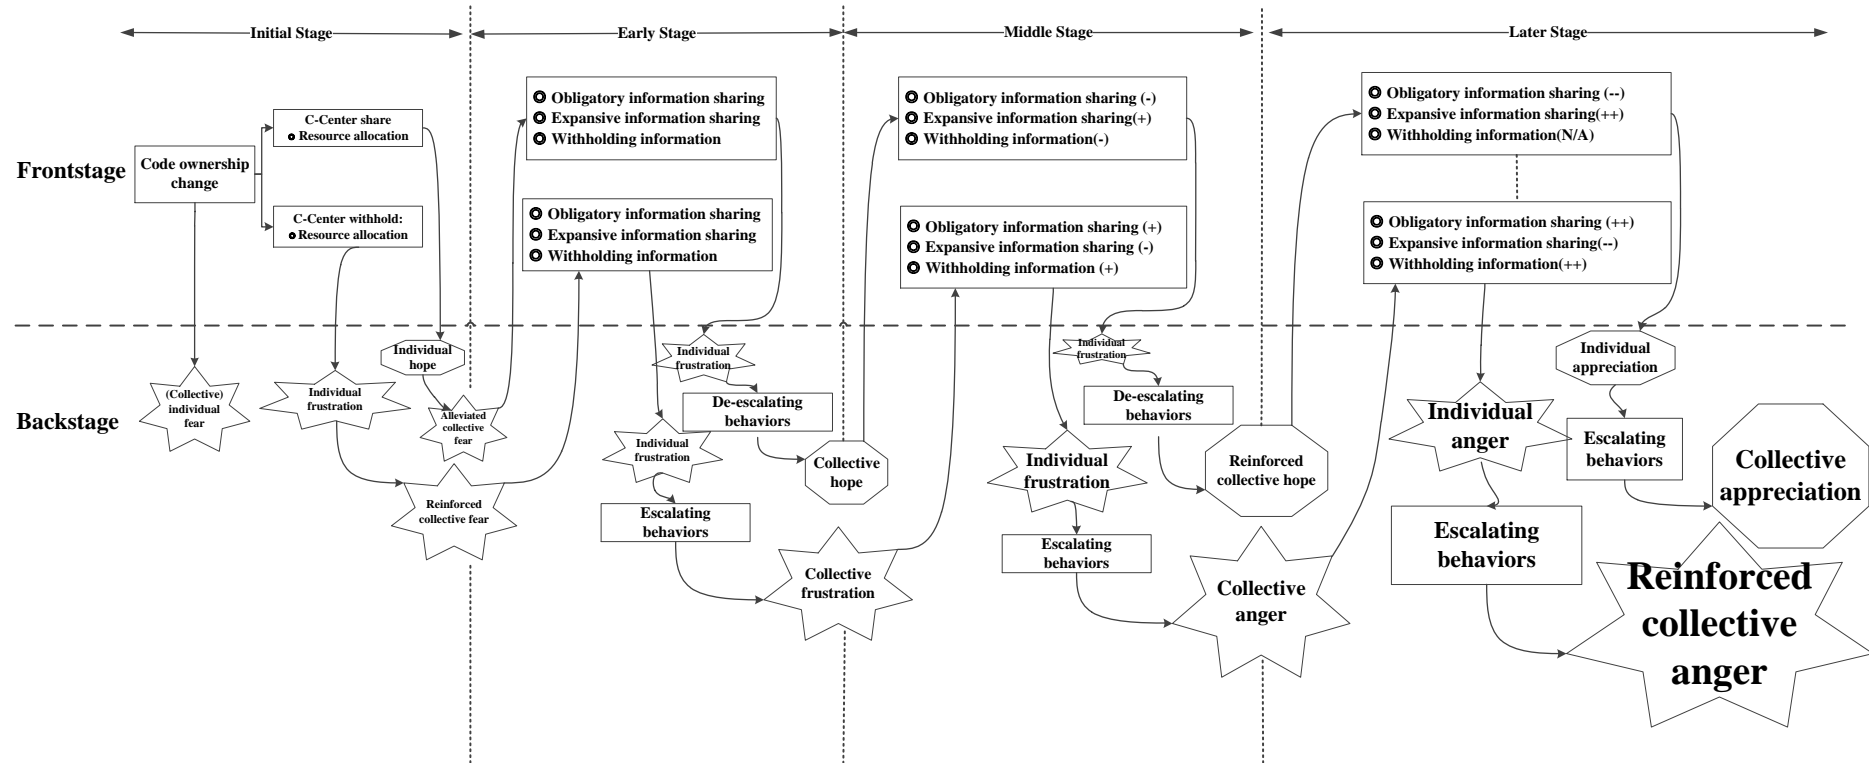 Initial Stage
Early Stage
Middle Stage
Later Stage
Frontstage
Code ownership
change
C-Center share
Resource allocation
C-Center withhold:
Resource allocation
Obligatory information sharing
Expansive information sharing
Withholding information
Obligatory information sharing
Expansive information sharing
Withholding information
Obligatory information sharing (-)
Expansive information sharing(+)
Withholding information(-)
Obligatory information sharing (+)
Expansive information sharing (-)
Withholding information (+)
Obligatory information sharing (--)
Expansive information sharing(++)
Withholding information(N/A)
Obligatory information sharing (++)
Expansive information sharing(--)
Withholding information(++)
Backstage
(Collective)
individual
fear
Individual
frustration
Individual
hope
Alleviated
collective
fear
Reinforced
collective fear
Individual
frustration
De-escalating
behaviors
Individual
frustration
Escalating
behaviors
Collective
hope
Collective
frustration
Individual
frustration
De-escalating
behaviors
Individual
frustration
Escalating
behaviors
Reinforced
collective hope
Collective
anger
Individual
appreciation
Individual
anger
Escalating
behaviors
Escalating
behaviors
Collective
appreciation
Reinforced
collective
anger